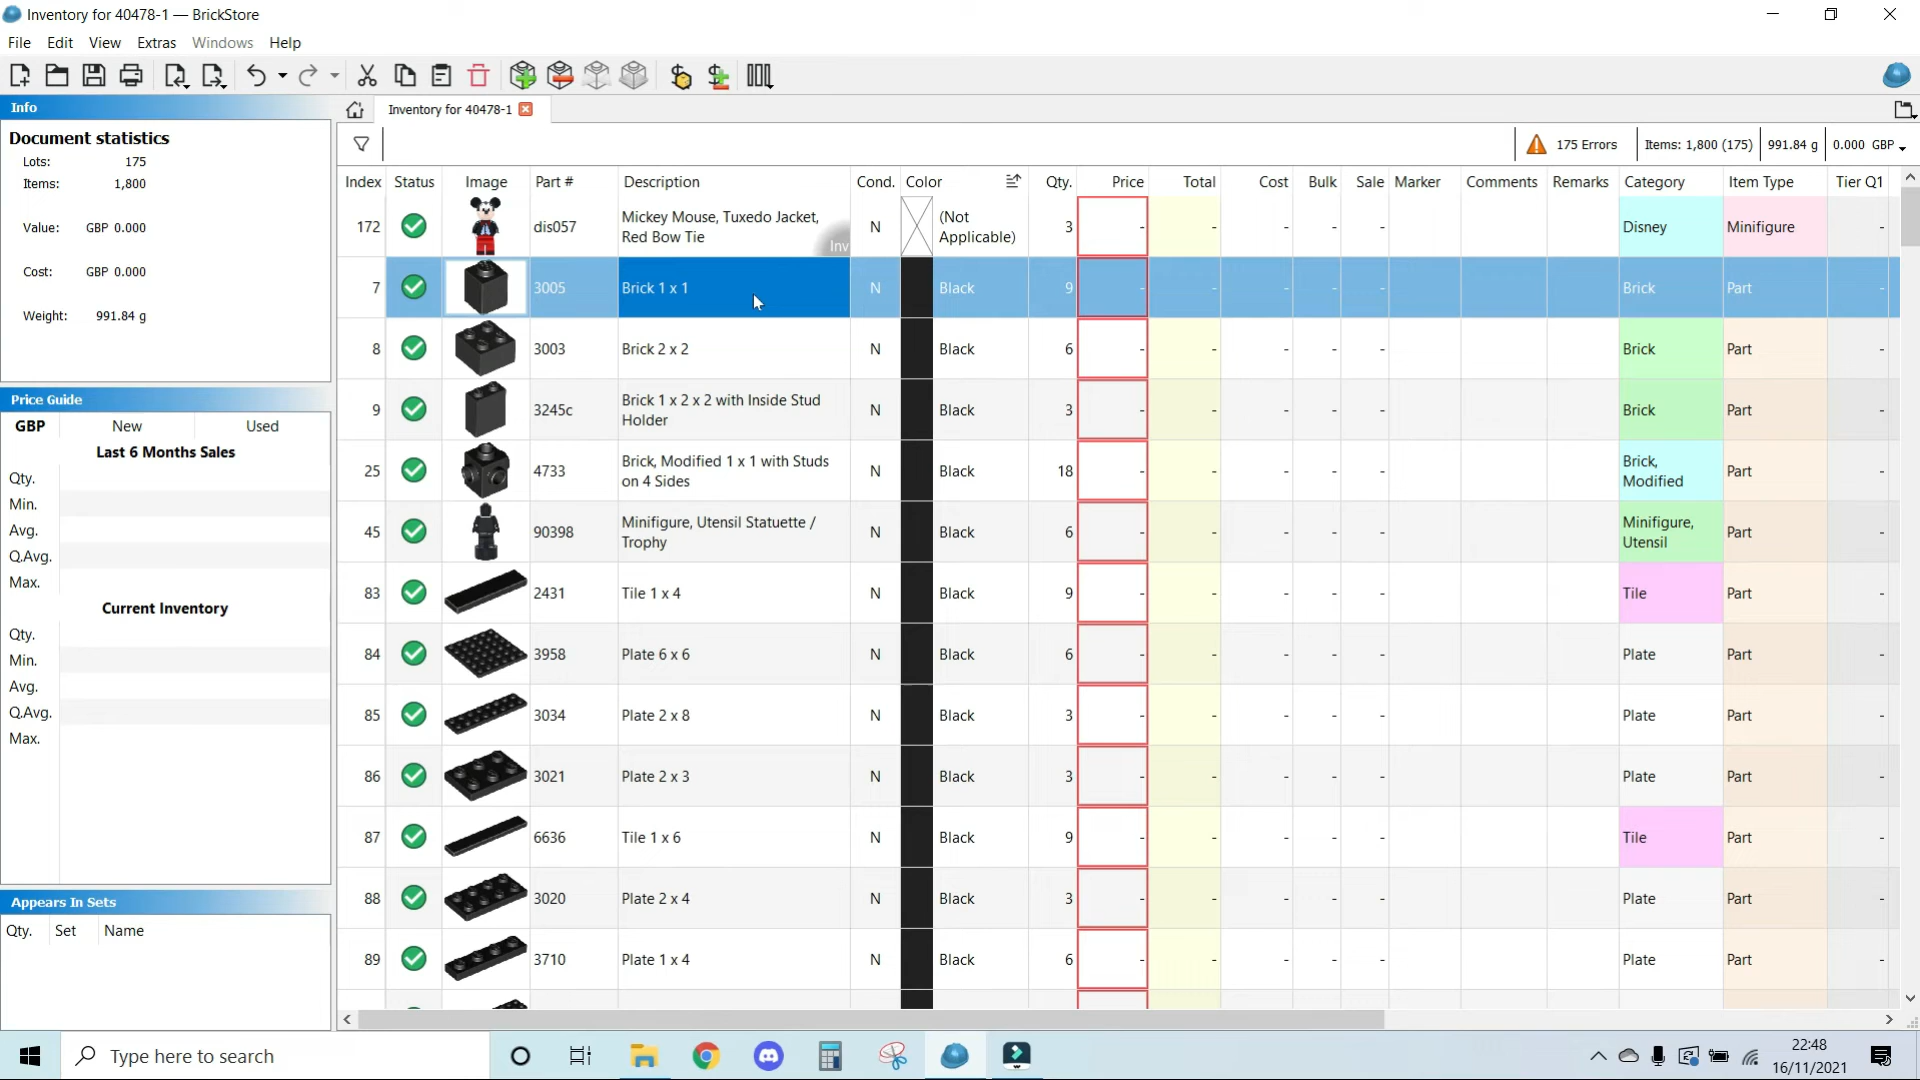 Inventory for 40478-1 — BrickStore
File Edit View Extras Windows Help
Info
Document statistics
Lots: 175
Items: 1,800
Value: GBP 0.000
Cost: GBP 0.000
Weight: 991.84 g
Price Guide
GBP New Used
Last 6 Months Sales
Qty.
Min.
Avg.
Q.Avg.
Max.
Current Inventory
Qty.
Min.
Avg.
Q.Avg.
Max.
Appears In Sets
Qty. Set Name
Inventory for 40478-1
175 Errors Items: 1,800 (175) 991.84 g 0.000 GBP
Index Status Image Part # Description Cond. Color Qty. Price Total Cost Bulk Sale Marker Comments Remarks Category Item Type Tier Q1
172 dis057 Mickey Mouse, Tuxedo Jacket, Red Bow Tie Inv N (Not Applicable) 3 - - - - - Disney Minifigure -
7 3005 Brick 1 x 1 N Black 9 - - - - - Brick Part -
8 3003 Brick 2 x 2 N Black 6 - - - - - Brick Part -
9 3245c Brick 1 x 2 x 2 with Inside Stud Holder N Black 3 - - - - - Brick Part -
25 4733 Brick, Modified 1 x 1 with Studs on 4 Sides N Black 18 - - - - - Brick, Modified Part -
45 90398 Minifigure, Utensil Statuette / Trophy N Black 6 - - - - - Minifigure, Utensil Part -
83 2431 Tile 1 x 4 N Black 9 - - - - - Tile Part -
84 3958 Plate 6 x 6 N Black 6 - - - - - Plate Part -
85 3034 Plate 2 x 8 N Black 3 - - - - - Plate Part -
86 3021 Plate 2 x 3 N Black 3 - - - - - Plate Part -
87 6636 Tile 1 x 6 N Black 9 - - - - - Tile Part -
88 3020 Plate 2 x 4 N Black 3 - - - - - Plate Part -
89 3710 Plate 1 x 4 N Black 6 - - - - - Plate Part -
Type here to search
22:48
16/11/2021